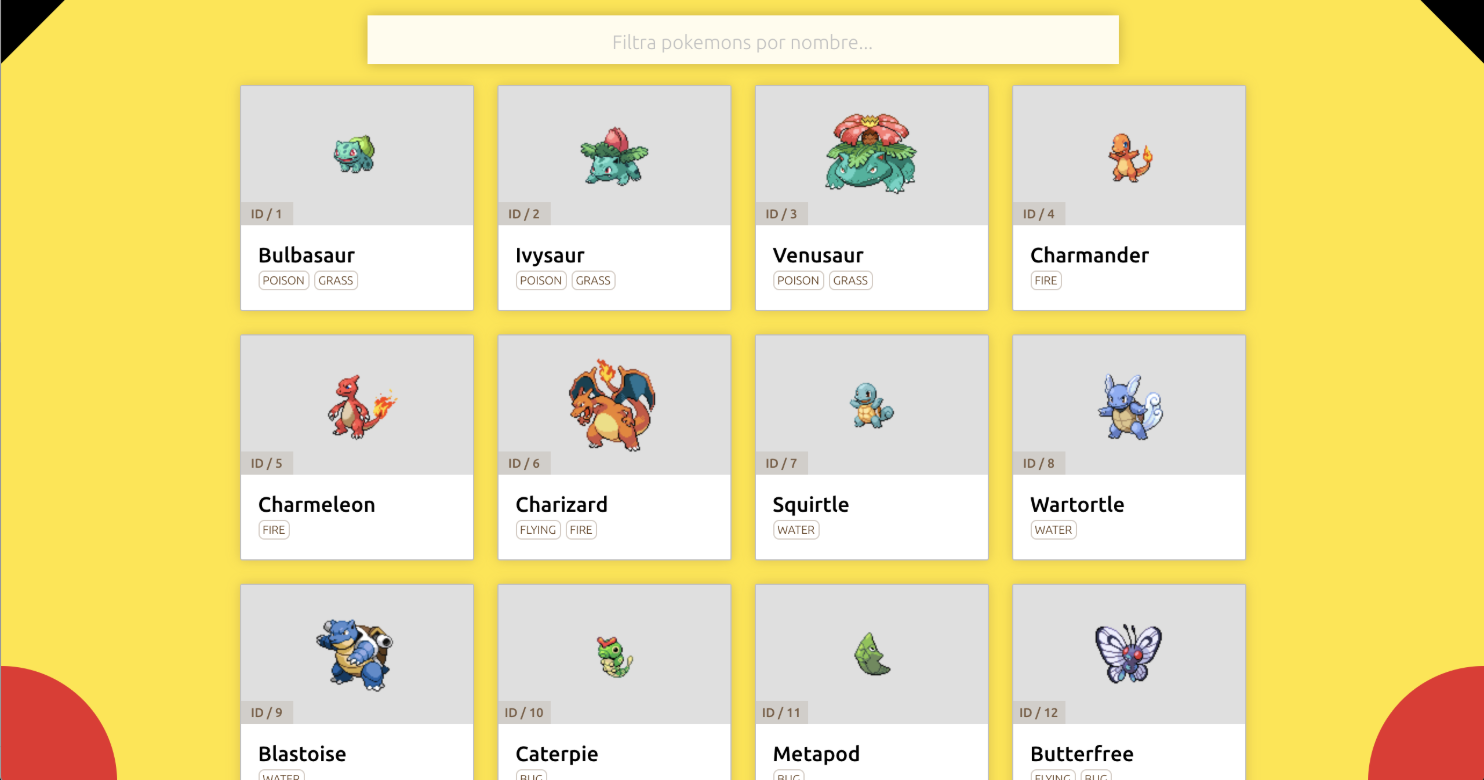 Filtra pokemons por nombre...
ID / 1
Bulbasaur
POISON GRASS
ID / 2
Ivysaur
POISON GRASS
ID / 3
Venusaur
POISON GRASS
ID / 4
Charmander
FIRE
ID / 5
Charmeleon
FIRE
ID / 6
Charizard
FLYING FIRE
ID / 7
Squirtle
WATER
ID / 8
Wartortle
WATER
ID / 9
Blastoise
WATER
ID / 10
Caterpie
BUG
ID / 11
Metapod
BUG
ID / 12
Butterfree
FLYING BUG